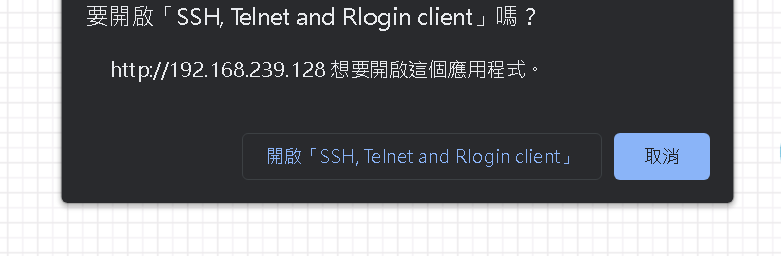 要開啟「SSH, Telnet and Rlogin client」嗎？
http://192.168.239.128 想要開啟這個應用程式。
開啟「SSH, Telnet and Rlogin client」
取消